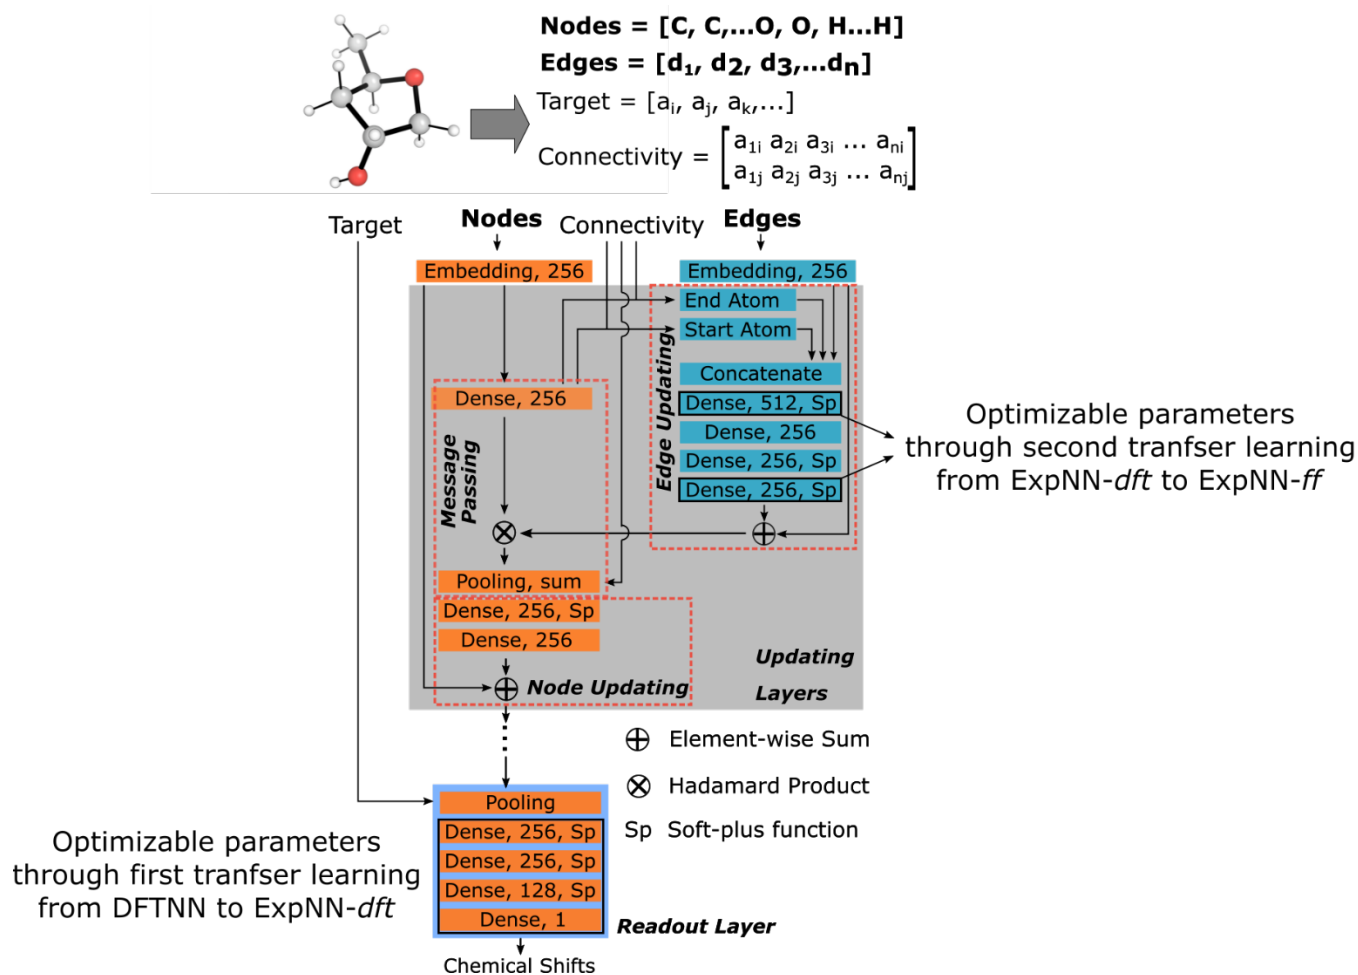 Nodes = [C, C,...O, O, H...H]
Edges = [d1, d2, d3,...dn]
Target = [ai, aj, ak,...]
Connectivity = [a1i a2i a3i ... ani
a1j a2j a3j ... anj]
Target
Nodes
Connectivity
Edges
Embedding, 256
Embedding, 256
End Atom
Start Atom
Edge Updating
Concatenate
Dense, 256
Dense, 512, Sp
Dense, 256
Dense, 256, Sp
Dense, 256, Sp
Optimizable parameters
through second tranfser learning
from ExpNN-dft to ExpNN-ff
Message
Passing
Pooling, sum
Dense, 256, Sp
Dense, 256
Node Updating
Updating
Layers
Element-wise Sum
Hadamard Product
Sp Soft-plus function
Pooling
Dense, 256, Sp
Dense, 256, Sp
Dense, 128, Sp
Dense, 1
Optimizable parameters
through first tranfser learning
from DFTNN to ExpNN-dft
Readout Layer
Chemical Shifts